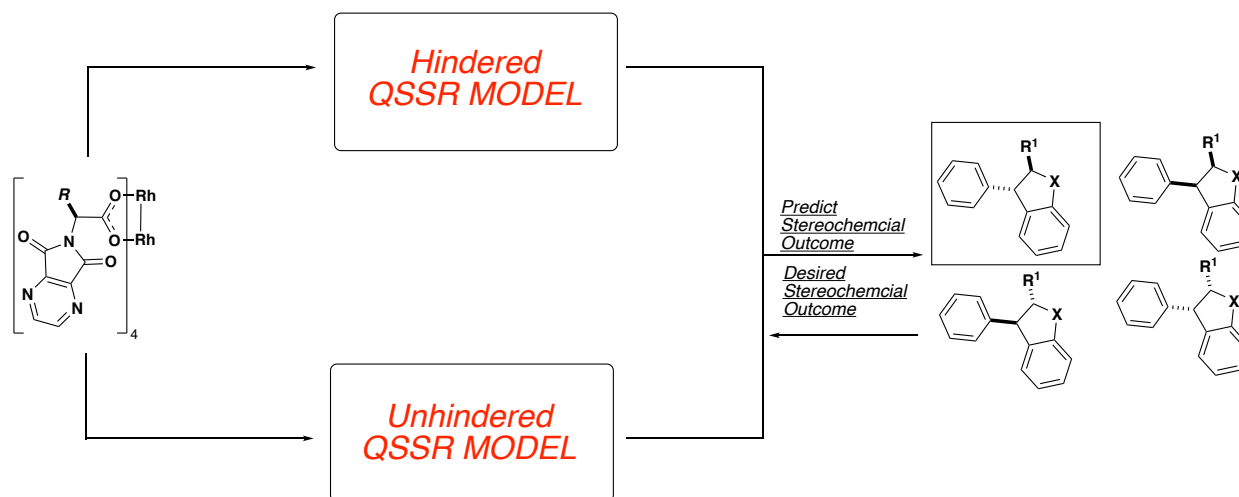 Hindered
QSSR MODEL
R
O
Rh
O
Rh
N
O
O
N
N
4
Predict
Stereochemcial
Outcome
Desired
Stereochemcial
Outcome
R1
X
R1
X
R1
X
R1
X
Unhindered
QSSR MODEL